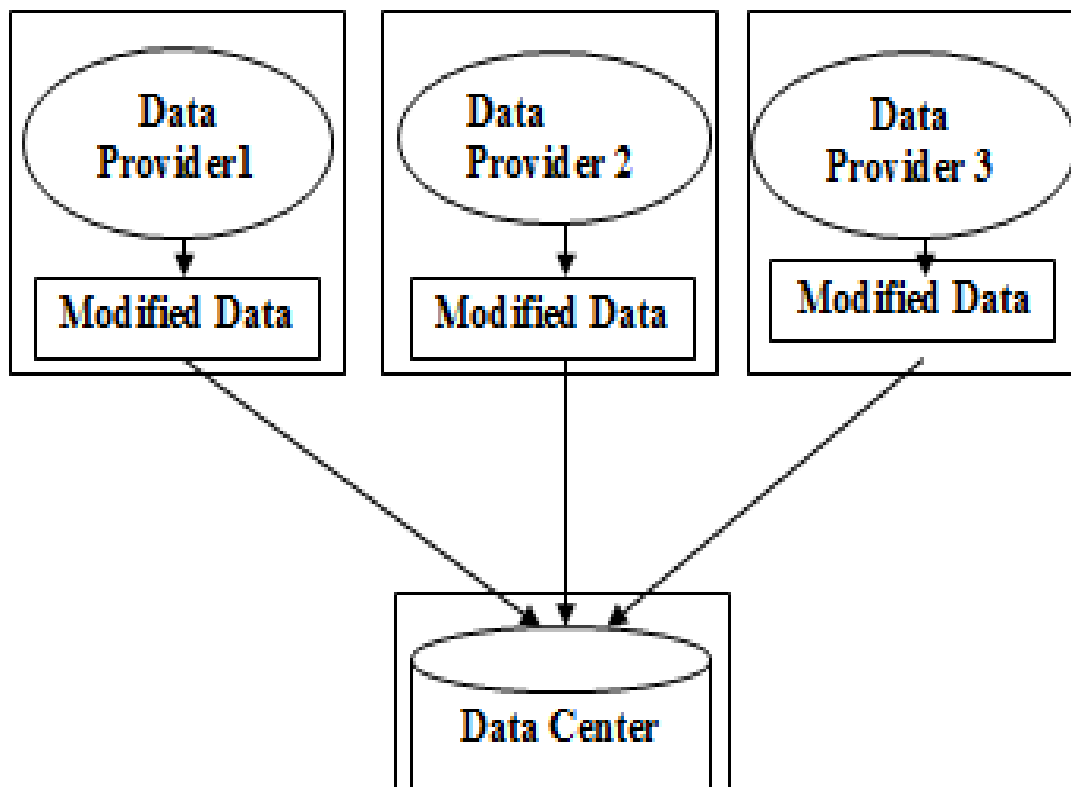 Data
Provider1
Modified Data
Data
Provider 2
Modified Data
Data
Provider 3
Modified Data
Data Center